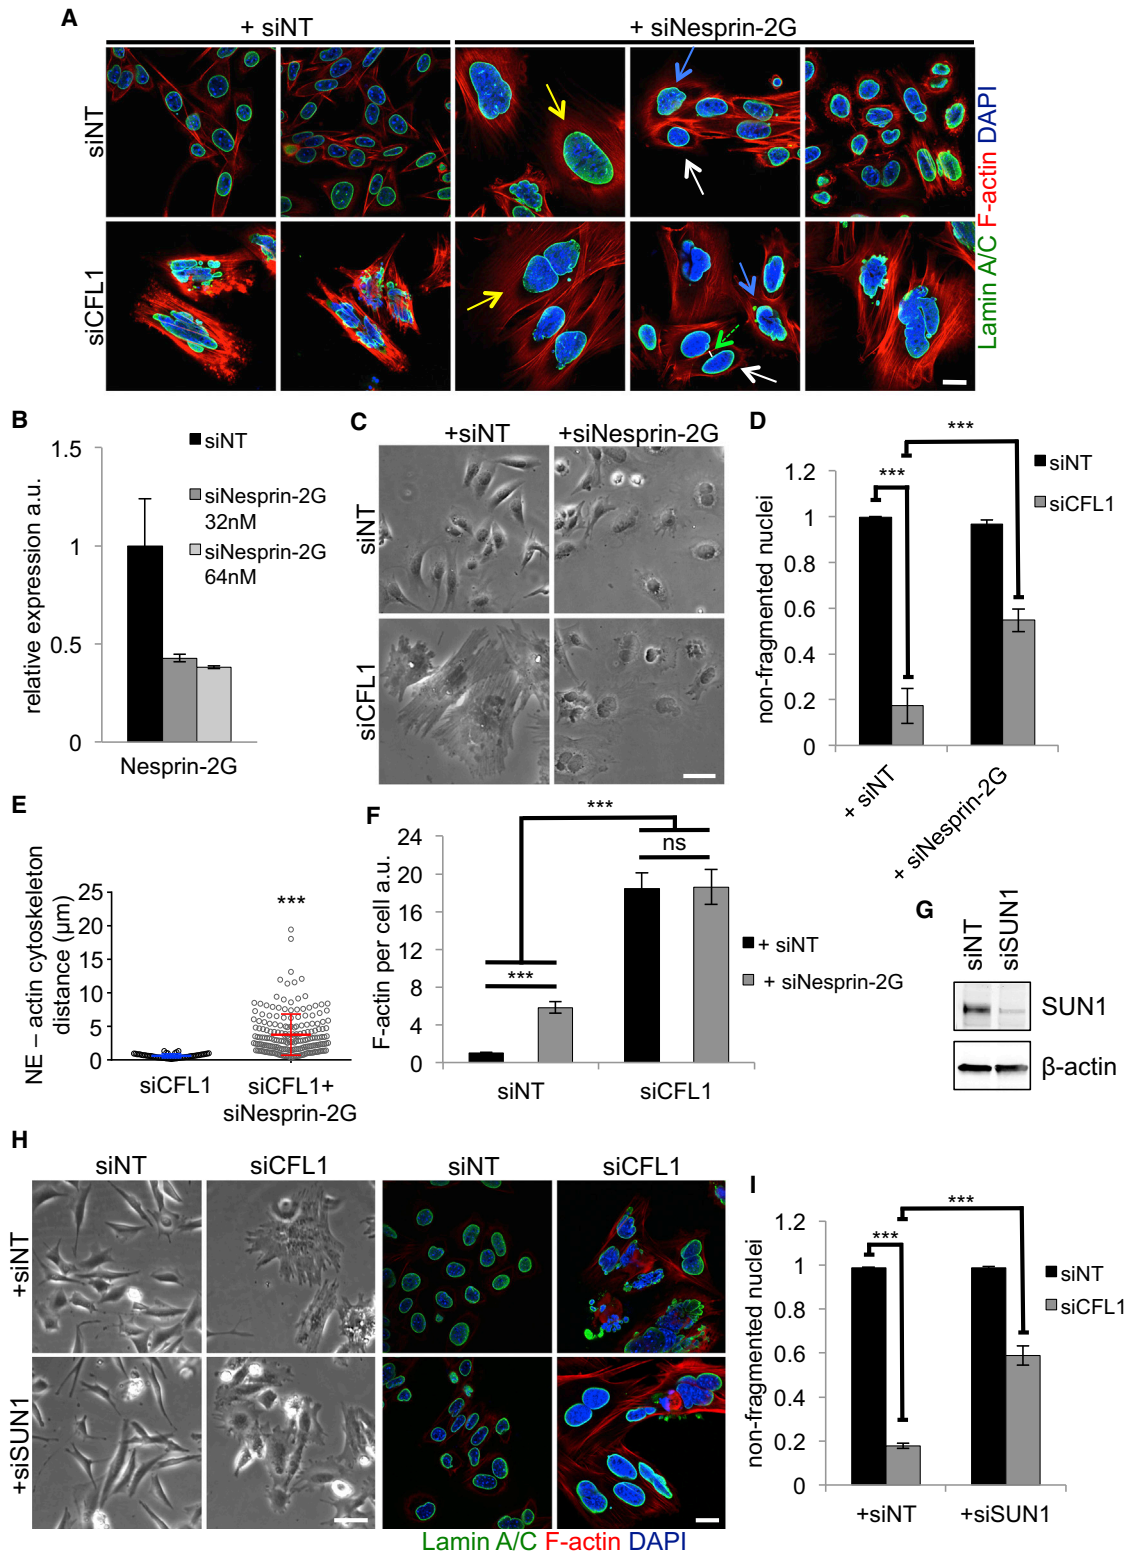 A
+ siNT
+ siNesprin-2G
siNT
siCFL1
Lamin A/C F-actin DAPI
B
1.5
1
0.5
0
relative expression a.u.
siNT
siNesprin-2G
32nM
siNesprin-2G
64nM
Nesprin-2G
C
+siNT
+siNesprin-2G
siNT
siCFL1
D
***
***
siNT
siCFL1
1.2
1
0.8
0.6
0.4
0.2
0
non-fragmented nuclei
+ siNT
+ siNesprin-2G
E
NE – actin cytoskeleton
distance (µm)
25
20
15
10
5
0
***
siCFL1
siCFL1+
siNesprin-2G
F
F-actin per cell a.u.
24
20
16
12
8
4
0
***
***
ns
+ siNT
+ siNesprin-2G
siNT
siCFL1
G
siNT
siSUN1
SUN1
β-actin
H
siNT
siCFL1
siNT
siCFL1
+siNT
+siSUN1
Lamin A/C F-actin DAPI
I
***
***
siNT
siCFL1
1.2
1
0.8
0.6
0.4
0.2
0
non-fragmented nuclei
+siNT
+siSUN1